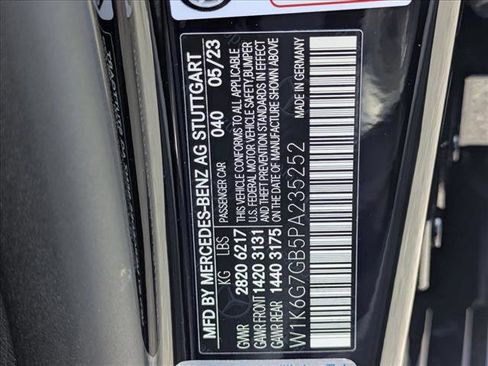 MFD BY MERCEDES-BENZ AG STUTTGART
PASSENGER CAR 040 05/23
KG LBS
GVWR 2820 6217
GAWR FRONT 1420 3131
GAWR REAR 1440 3175
THIS VEHICLE CONFORMS TO ALL APPLICABLE
U.S. FEDERAL MOTOR VEHICLE SAFETY, BUMPER
AND THEFT PREVENTION STANDARDS IN EFFECT
ON THE DATE OF MANUFACTURE SHOWN ABOVE
MADE IN GERMANY
W1K6G7GB5PA235252